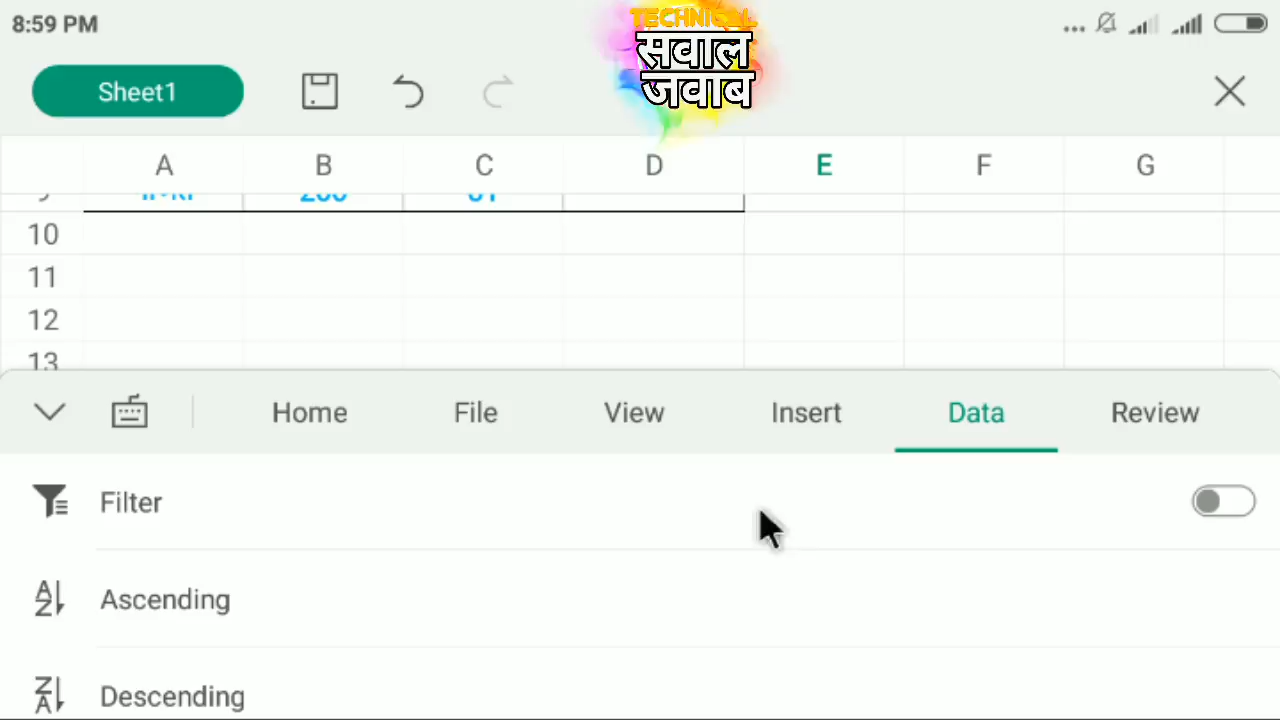 8:59 PM
TECHNICAL
सवाल
जवाब
Sheet1
A B C D E F G
10
11
12
13
Home File View Insert Data Review
Filter
Ascending
Descending